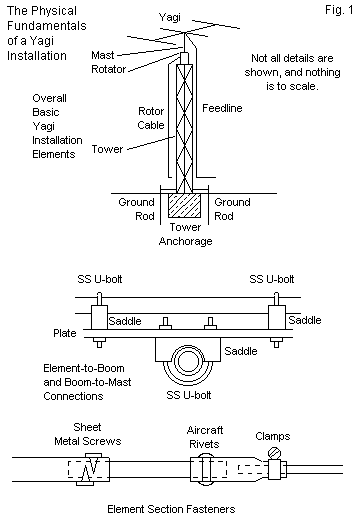 The Physical
Fundamentals
of a Yagi
Installation
Yagi
Fig. 1
Mast
Rotator
Not all details are
shown, and nothing
is to scale.
Overall
Basic
Yagi
Installation
Elements
Rotor
Cable
Feedline
Tower
Ground
Rod
Ground
Rod
Tower
Anchorage
SS U-bolt
SS U-bolt
Saddle
Saddle
Plate
Saddle
Element-to-Boom
and Boom-to-Mast
Connections
SS U-bolt
Sheet
Metal Screws
Aircraft
Rivets
Clamps
Element Section Fasteners